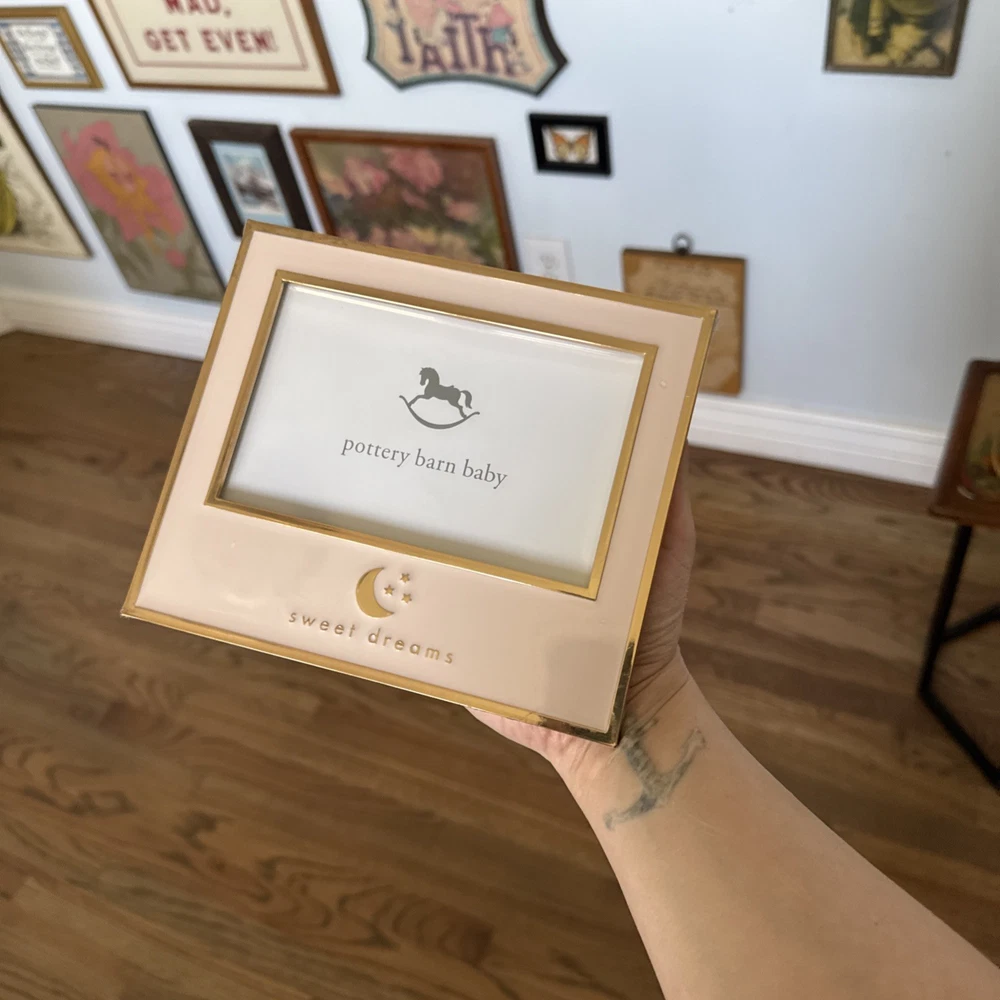 MAD,
GET EVEN!
FAITH
pottery barn baby
sweet dreams